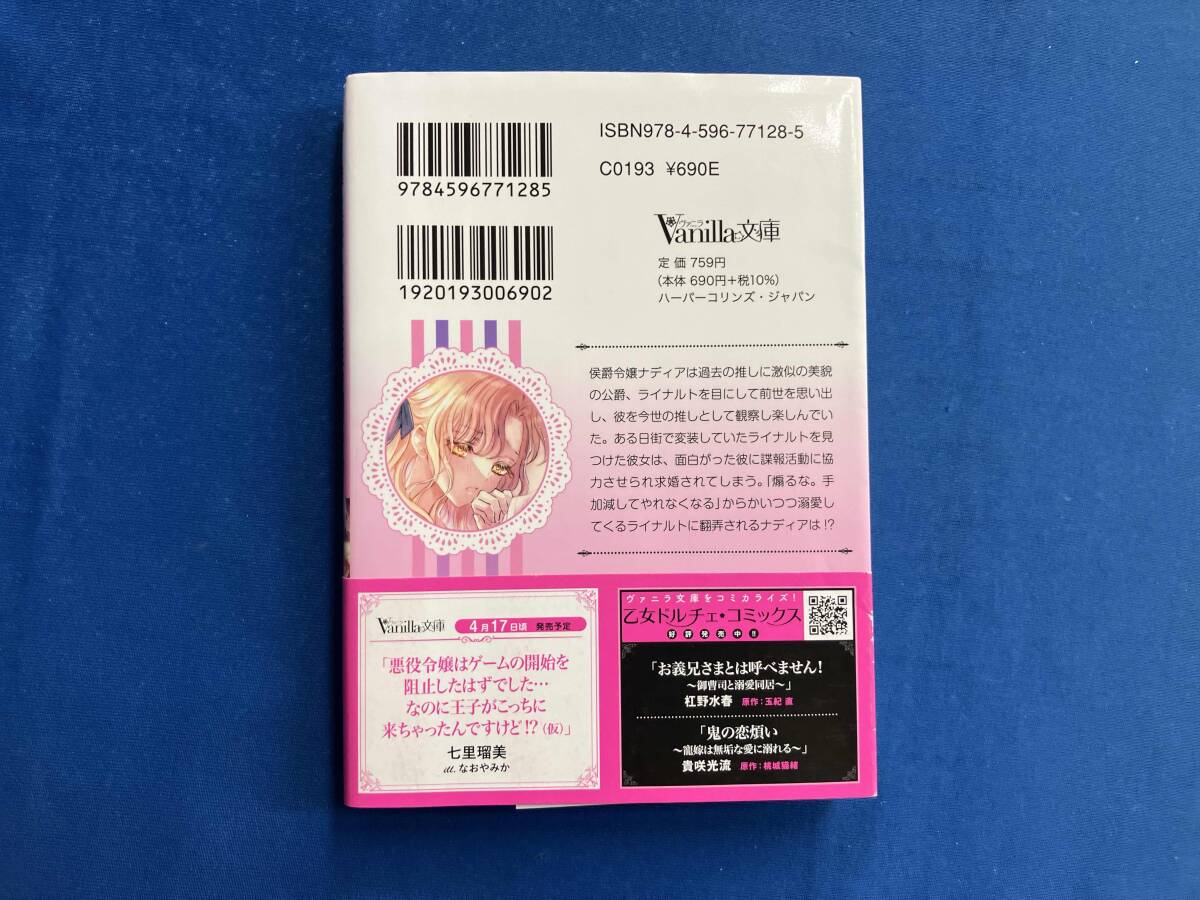 9784596771285
1920193006902
ISBN978-4-596-77128-5
C0193 ¥690E
ヴァニラ
Vanilla文庫
定価 759円
(本体 690円+税10%)
ハーパーコリンズ・ジャパン
侯爵令嬢ナディアは過去の推しに激似の美貌
の公爵、ライナルトを目にして前世を思い出
し、彼を今世の推しとして観察し楽しんでい
た。ある日街で変装していたライナルトを見
つけた彼女は、面白がった彼に諜報活動に協
力させられ求婚されてしまう。「煽るな。手
加減してやれなくなる」からかいつつ溺愛し
てくるライナルトに翻弄されるナディアは!?
Vanilla文庫 4月17日頃 発売予定
「悪役令嬢はゲームの開始を
阻止したはずでした…
なのに王子がこっちに
来ちゃったんですけど!?(仮)」
七里瑠美
ill.なおやみか
ヴァニラ文庫をコミカライズ!
乙女ドルチェ・コミックス
好評発売中!!
「お義兄さまとは呼べません!
~御曹司と溺愛同居~」
杠野水春 原作:玉紀 直
「鬼の恋煩い
~寵嫁は無垢な愛に溺れる~」
貴咲光流 原作:桃城猫緒